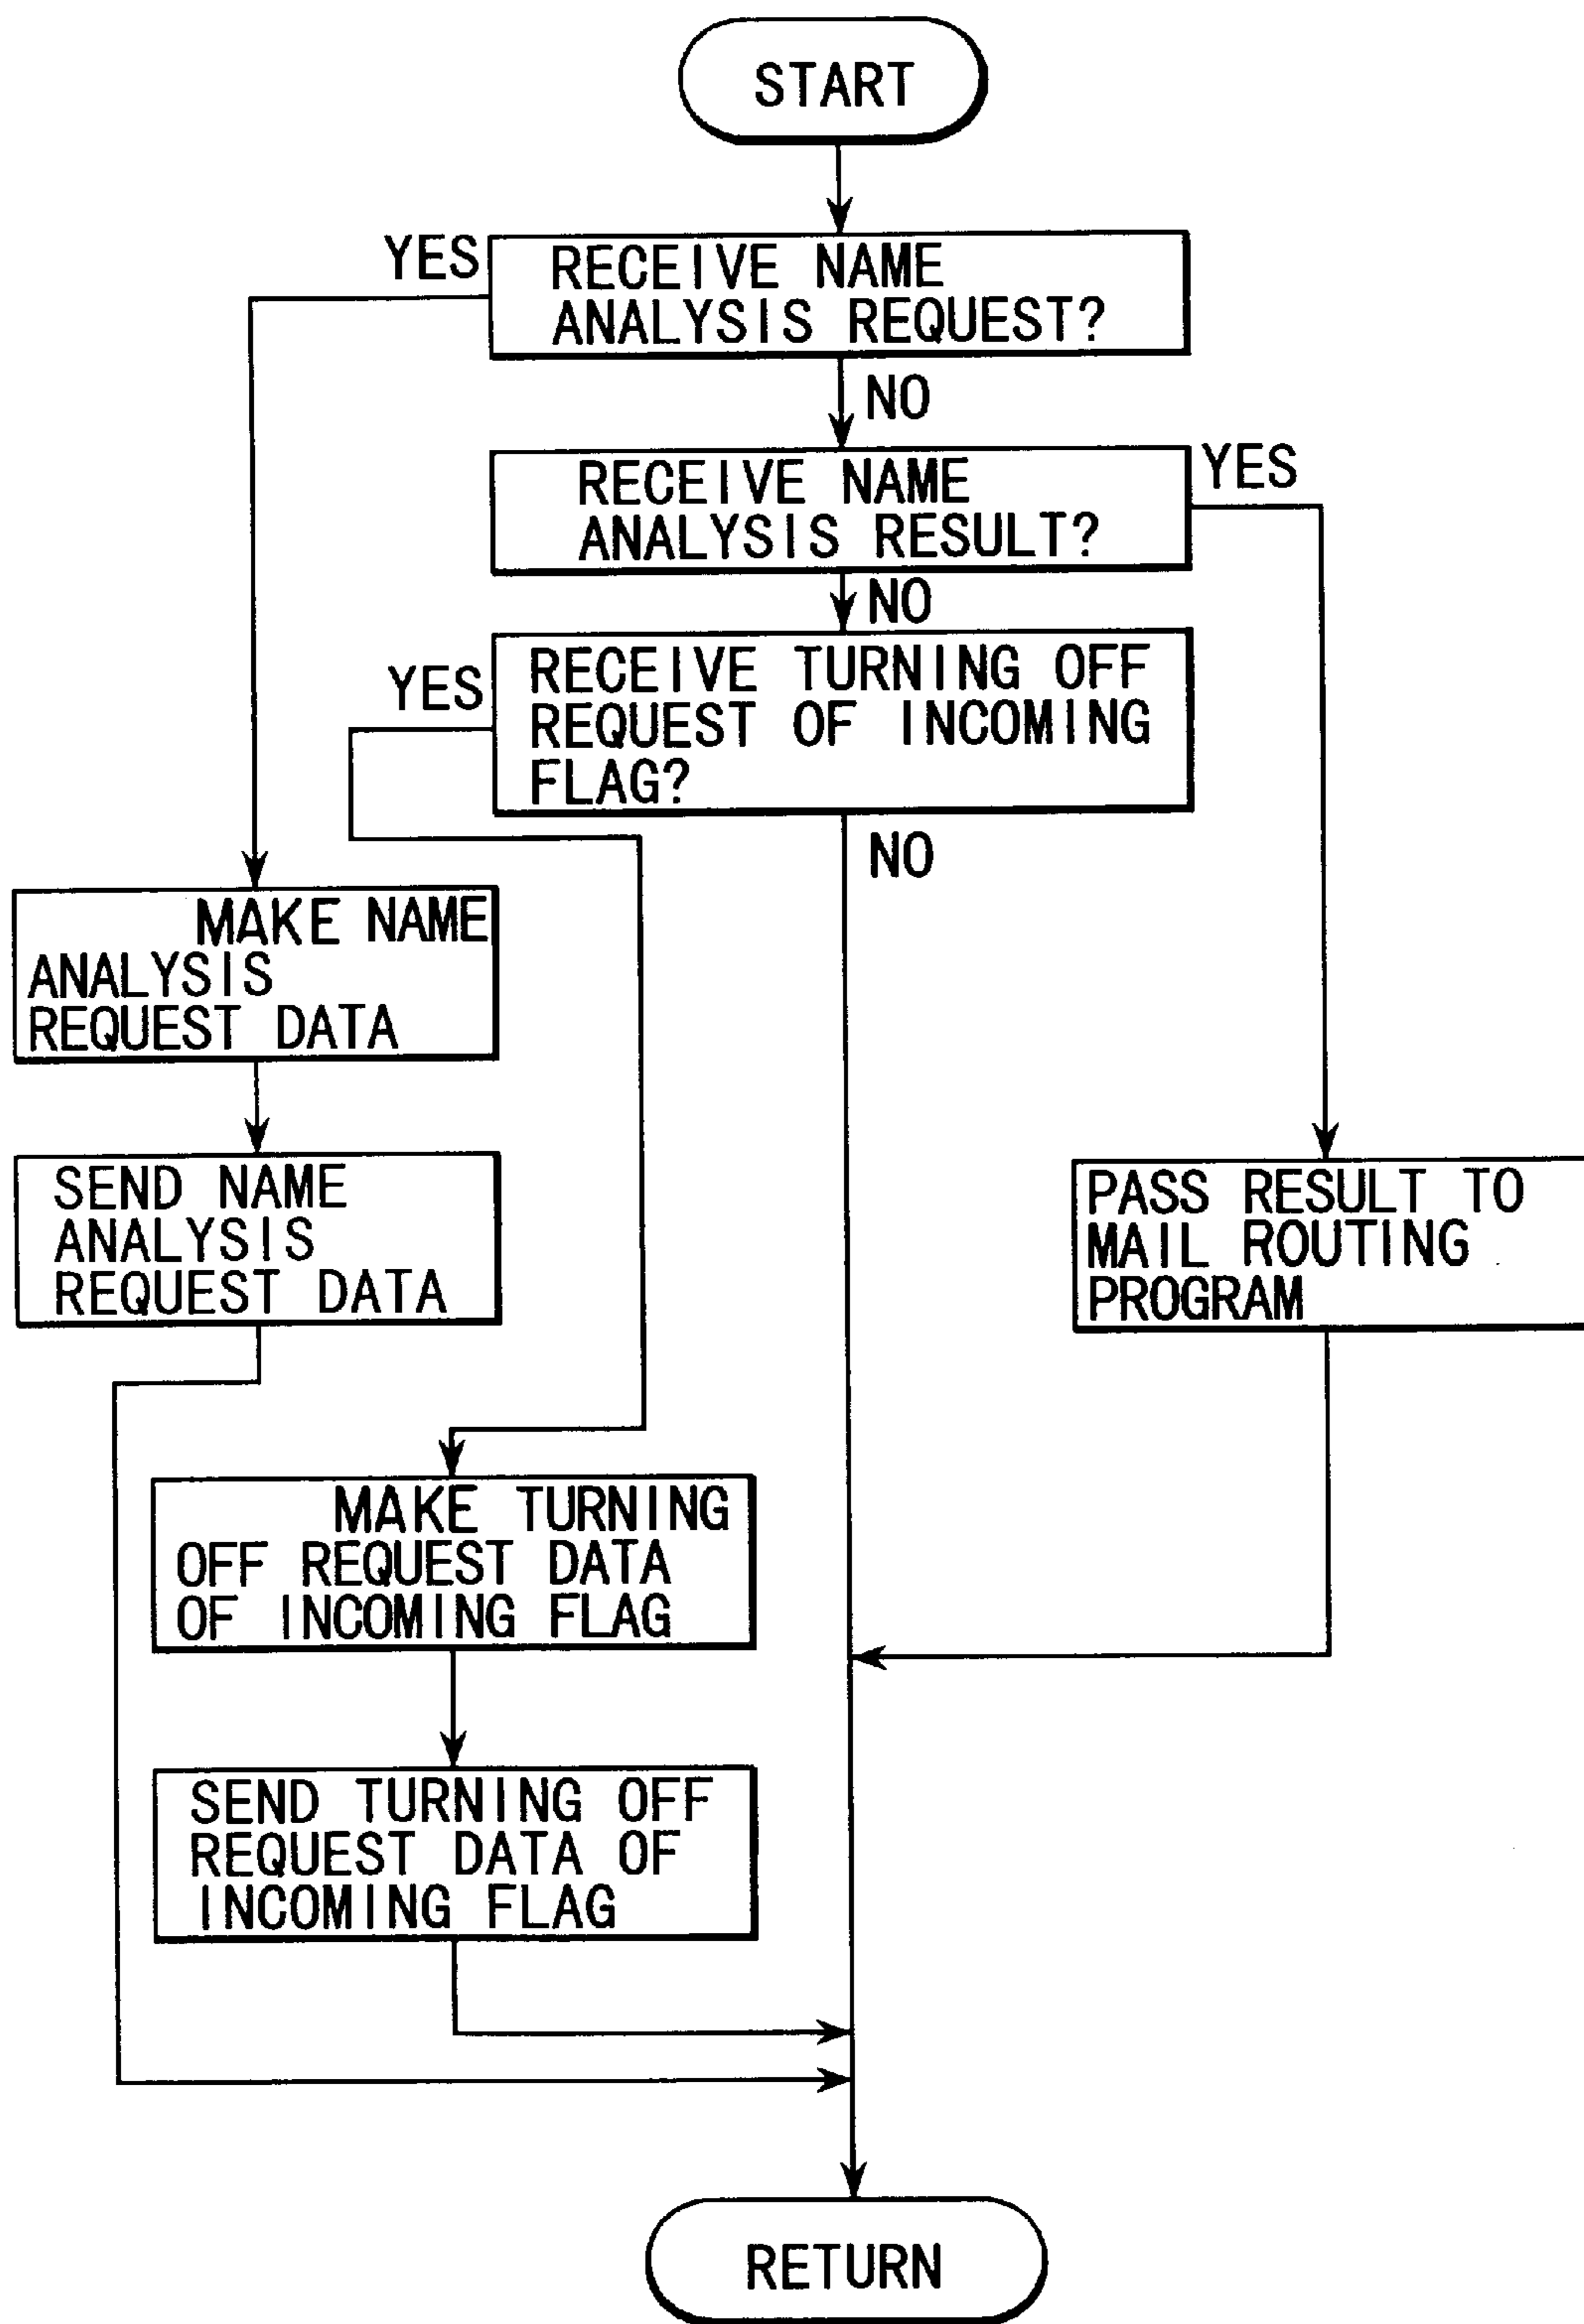 START
YES
RECEIVE NAME
ANALYSIS REQUEST?
NO
RECEIVE NAME
ANALYSIS RESULT?
YES
NO
YES
RECEIVE TURNING OFF
REQUEST OF INCOMING
FLAG?
NO
MAKE NAME
ANALYSIS
REQUEST DATA
SEND NAME
ANALYSIS
REQUEST DATA
PASS RESULT TO
MAIL ROUTING
PROGRAM
MAKE TURNING
OFF REQUEST DATA
OF INCOMING FLAG
SEND TURNING OFF
REQUEST DATA OF
INCOMING FLAG
RETURN